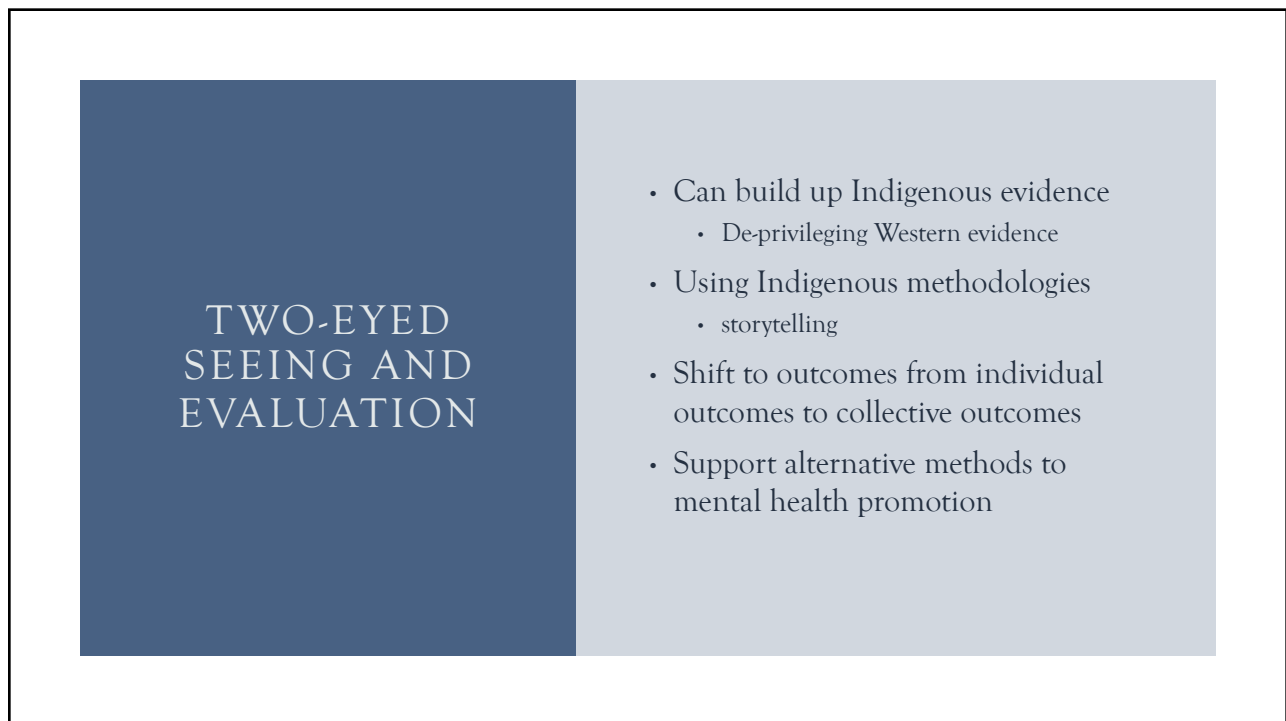 TWO-EYED
SEEING AND
EVALUATION
• Can build up Indigenous evidence
• De-privileging Western evidence
• Using Indigenous methodologies
• storytelling
• Shift to outcomes from individual
outcomes to collective outcomes
• Support alternative methods to
mental health promotion